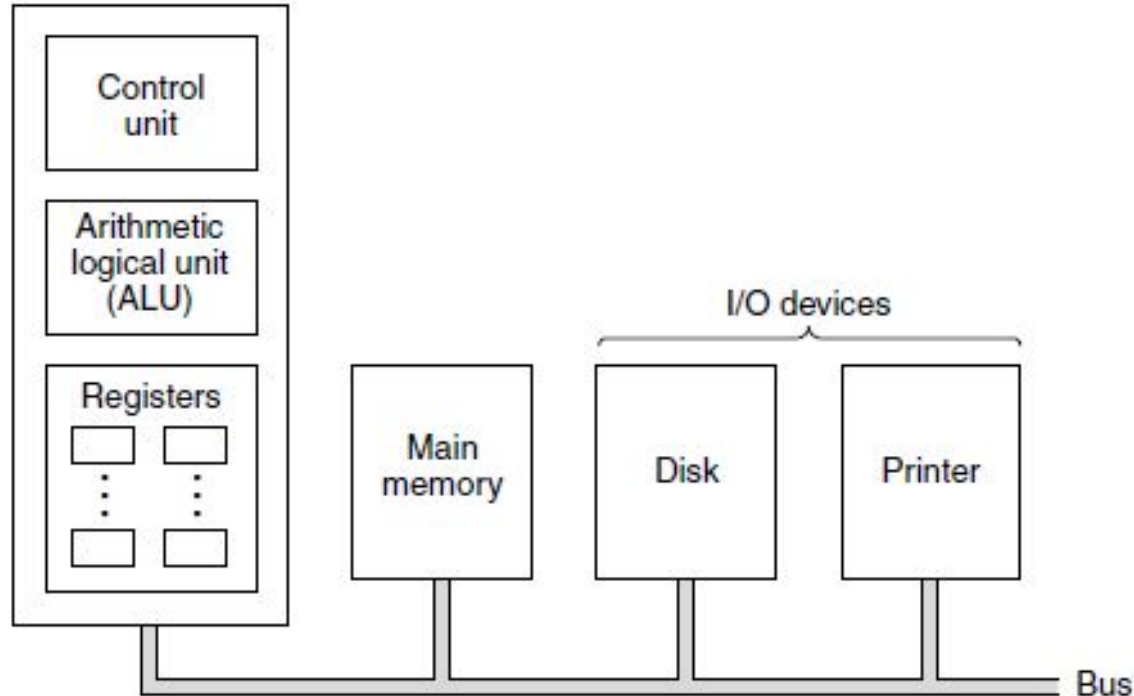 Control
unit
Arithmetic
logical unit
(ALU)
Registers
I/O devices
Main
memory
Disk
Printer
Bus